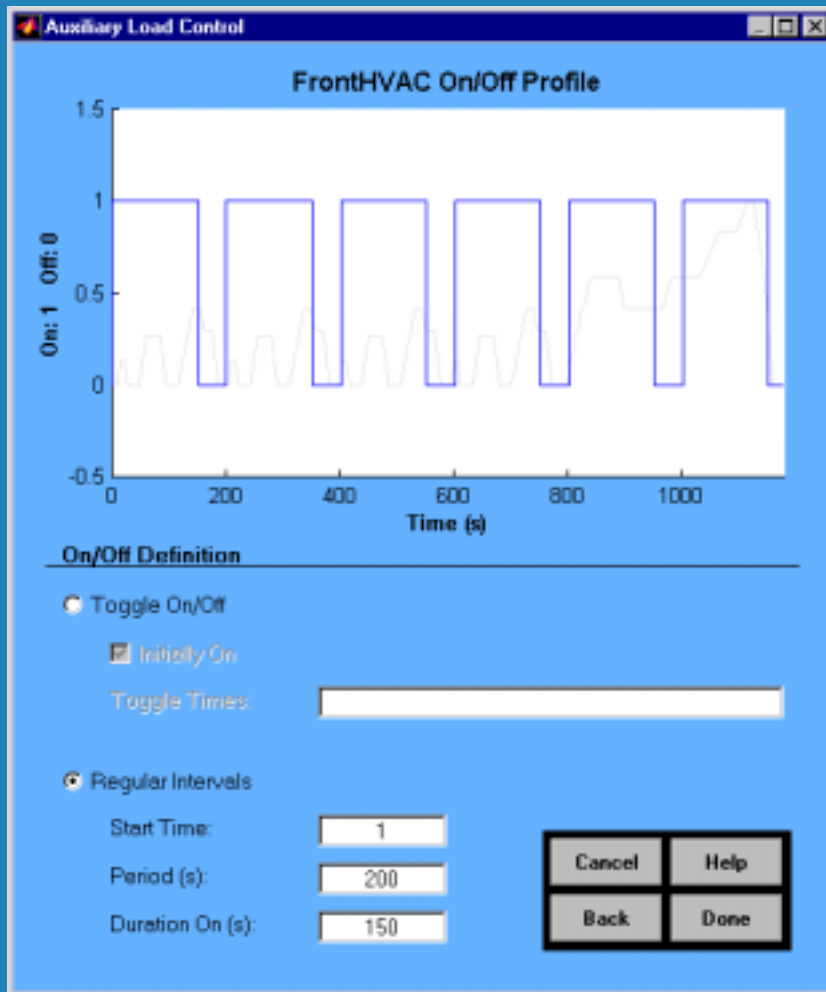 Auxiliary Load Control
FrontHVAC On/Off Profile
1.5
1
0.5
0
-0.5
On: 1 Off: 0
0 200 400 600 800 1000
Time (s)
On/Off Definition
Toggle On/Off
Initially On
Toggle Times:
Regular Intervals
Start Time: 1
Period (s): 200
Duration On (s): 150
Cancel Help
Back Done